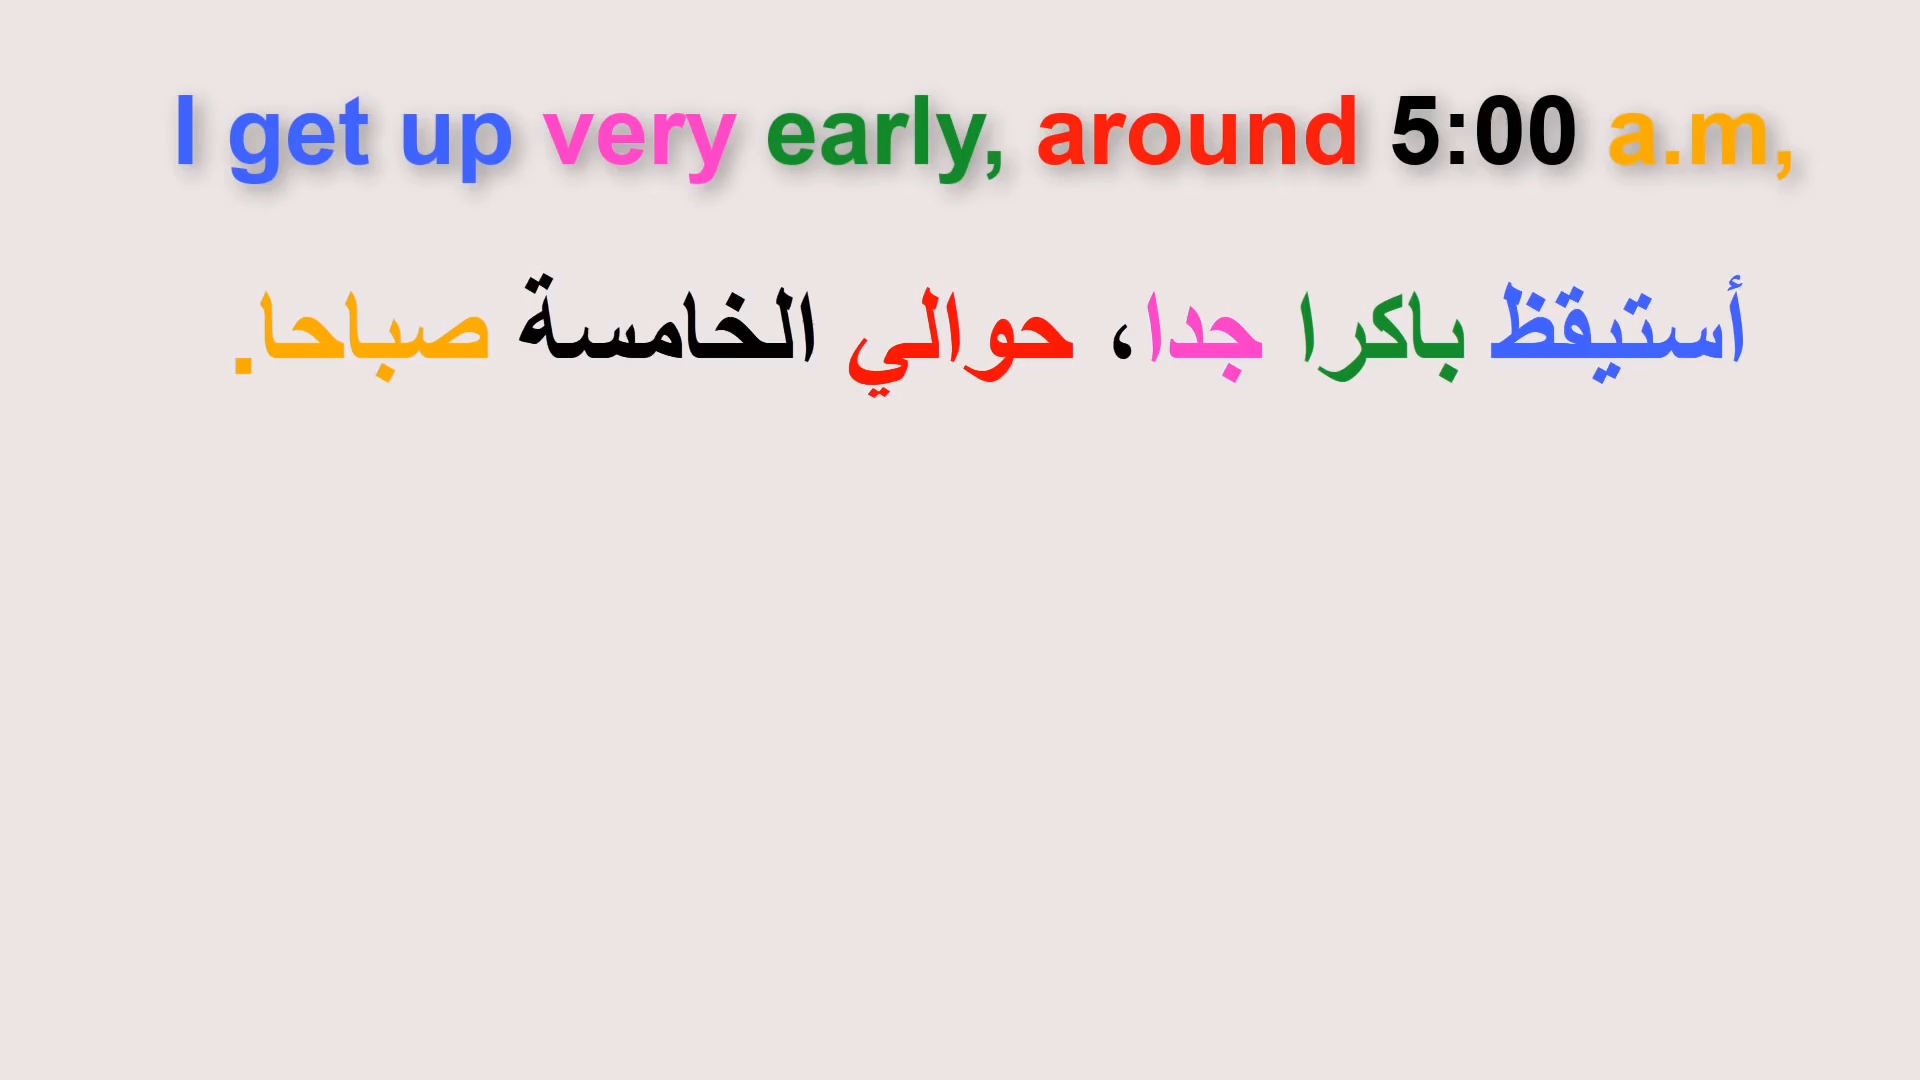 I get up very early, around 5:00 a.m,
أستيقظ باكرا جدا، حوالي الخامسة صباحا.